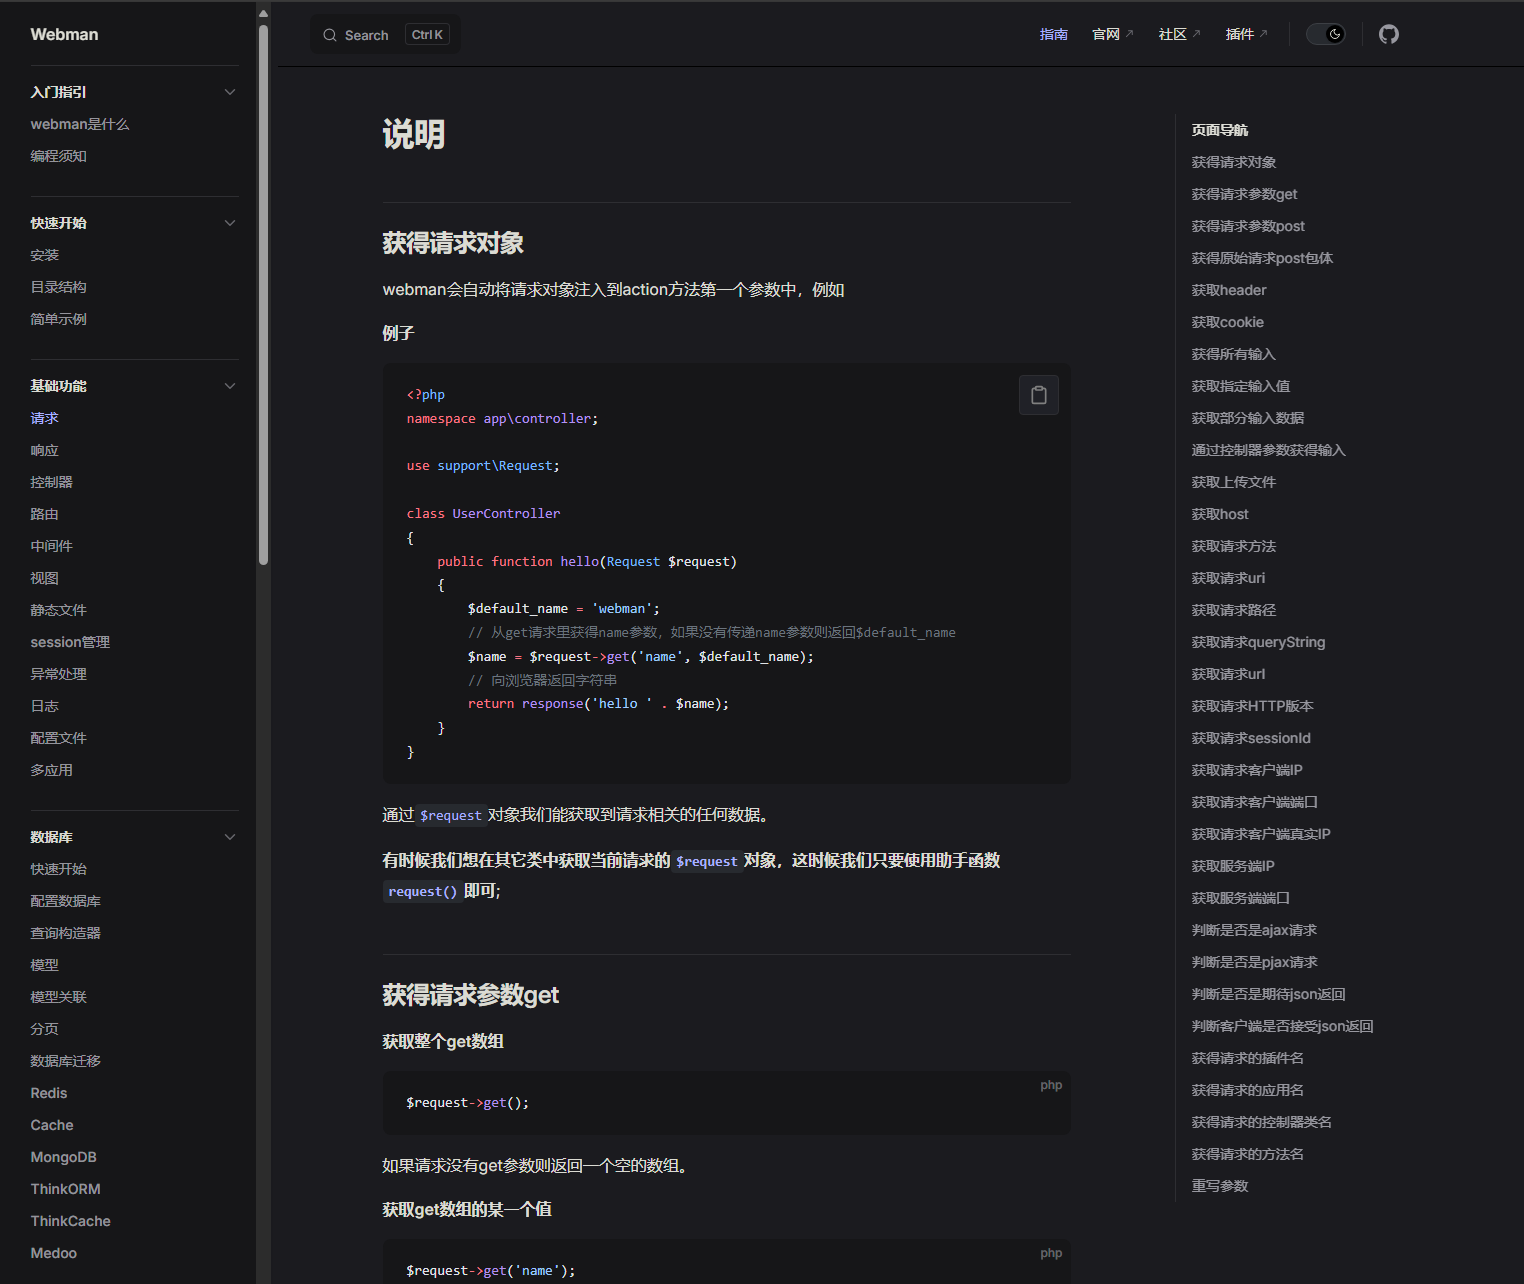 Webman
入门指引
webman是什么
编程须知
快速开始
安装
目录结构
简单示例
基础功能
请求
响应
控制器
路由
中间件
视图
静态文件
session管理
异常处理
日志
配置文件
多应用
数据库
快速开始
配置数据库
查询构造器
模型
模型关联
分页
数据库迁移
Redis
Cache
MongoDB
ThinkORM
ThinkCache
Medoo
Search Ctrl K
指南 官网 社区 插件
说明
获得请求对象
webman会自动将请求对象注入到action方法第一个参数中，例如
例子
<?php
namespace app\controller;
use support\Request;
class UserController
{
    public function hello(Request $request)
    {
        $default_name = 'webman';
        // 从get请求里获得name参数，如果没有传递name参数则返回$default_name
        $name = $request->get('name', $default_name);
        // 向浏览器返回字符串
        return response('hello ' . $name);
    }
}
通过 $request 对象我们能获取到请求相关的任何数据。
有时候我们想在其它类中获取当前请求的 $request 对象，这时候我们只要使用助手函数
request() 即可;
获得请求参数get
获取整个get数组
php
$request->get();
如果请求没有get参数则返回一个空的数组。
获取get数组的某一个值
php
$request->get('name');
页面导航
获得请求对象
获得请求参数get
获得请求参数post
获得原始请求post包体
获取header
获取cookie
获得所有输入
获取指定输入值
获取部分输入数据
通过控制器参数获得输入
获取上传文件
获取host
获取请求方法
获取请求uri
获取请求路径
获取请求queryString
获取请求url
获取请求HTTP版本
获取请求sessionId
获取请求客户端IP
获取请求客户端端口
获取请求客户端真实IP
获取服务端IP
获取服务端端口
判断是否是ajax请求
判断是否是pjax请求
判断是否是期待json返回
判断客户端是否接受json返回
获得请求的插件名
获得请求的应用名
获得请求的控制器类名
获得请求的方法名
重写参数